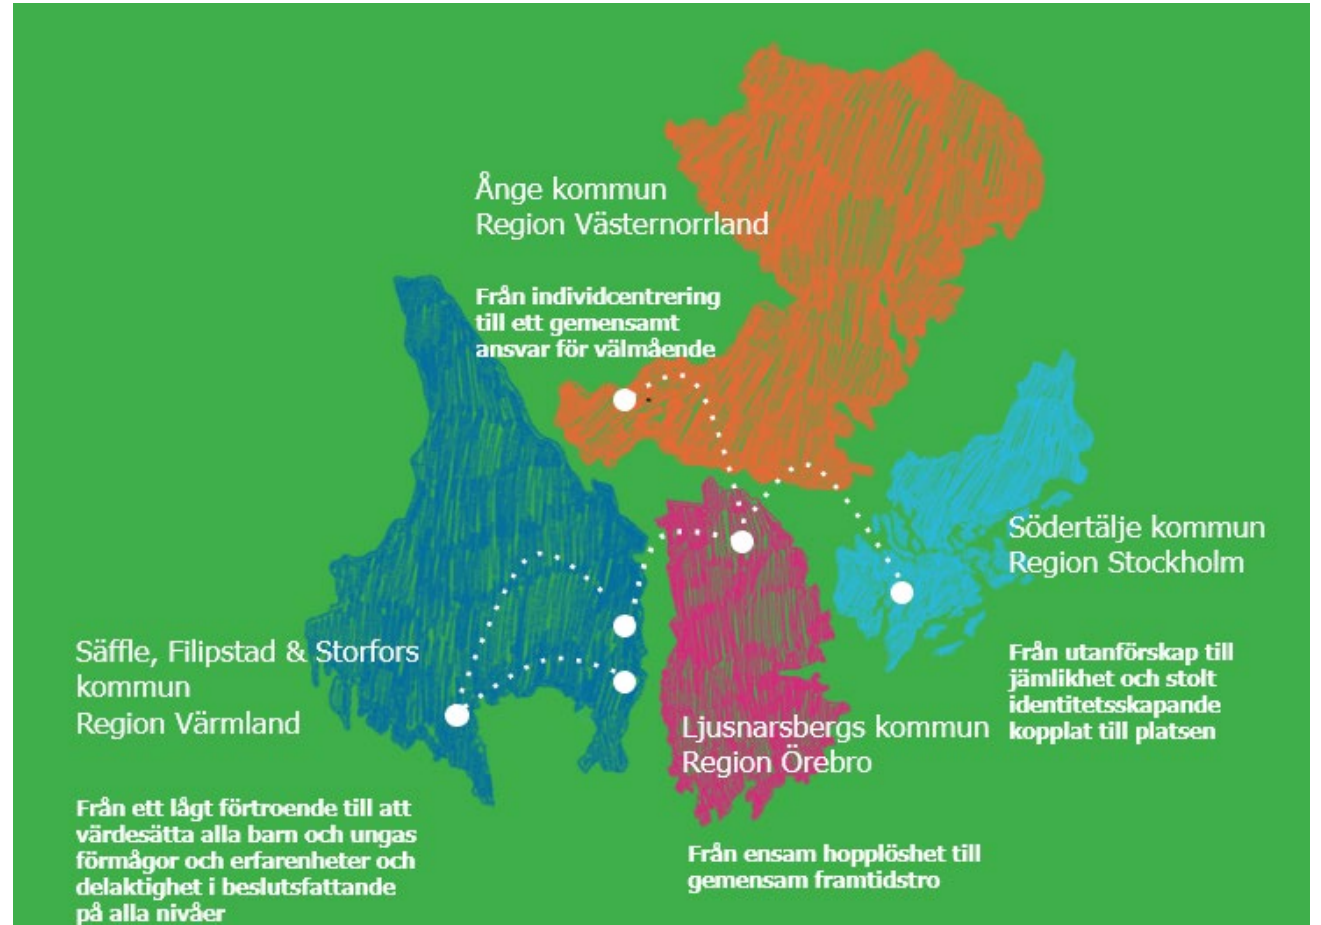 Ånge kommun
Region Västernorrland
Från individcentrering
till ett gemensamt
ansvar för välmående
Södertälje kommun
Region Stockholm
Från utanförskap till
jämlikhet och stolt
identitetsskapande
kopplat till platsen
Säffle, Filipstad & Storfors
kommun
Region Värmland
Från ett lågt förtroende till att
värdesätta alla barn och ungas
förmågor och erfarenheter och
delaktighet i beslutsfattande
på alla nivåer
Ljusnarsbergs kommun
Region Örebro
Från ensam hopplöshet till
gemensam framtidstro